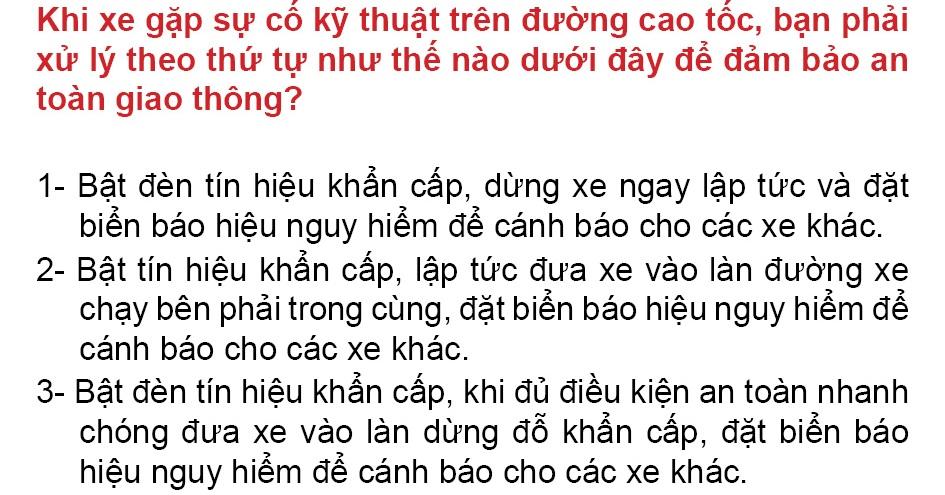 Khi xe gặp sự cố kỹ thuật trên đường cao tốc, bạn phải
xử lý theo thứ tự như thế nào dưới đây để đảm bảo an
toàn giao thông?
1- Bật đèn tín hiệu khẩn cấp, dừng xe ngay lập tức và đặt
biển báo hiệu nguy hiểm để cánh báo cho các xe khác.
2- Bật tín hiệu khẩn cấp, lập tức đưa xe vào làn đường xe
chạy bên phải trong cùng, đặt biển báo hiệu nguy hiểm để
cánh báo cho các xe khác.
3- Bật đèn tín hiệu khẩn cấp, khi đủ điều kiện an toàn nhanh
chóng đưa xe vào làn dừng đỗ khẩn cấp, đặt biển báo
hiệu nguy hiểm để cánh báo cho các xe khác.